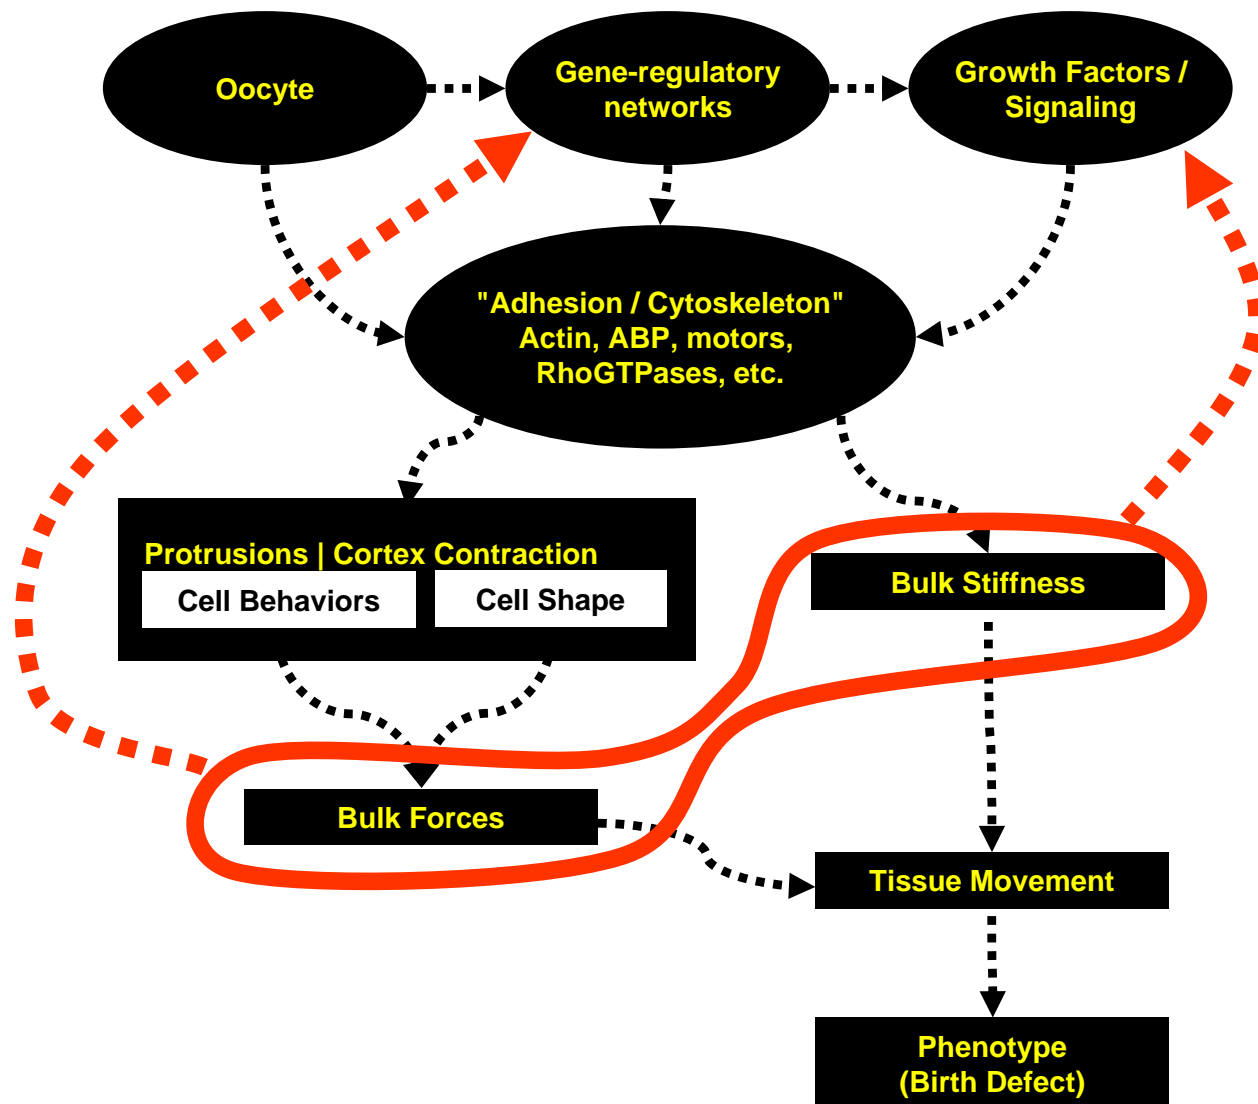 Oocyte
Gene-regulatory
networks
Growth Factors /
Signaling
"Adhesion / Cytoskeleton"
Actin, ABP, motors,
RhoGTPases, etc.
Protrusions | Cortex Contraction
Cell Behaviors
Cell Shape
Bulk Stiffness
Bulk Forces
Tissue Movement
Phenotype
(Birth Defect)